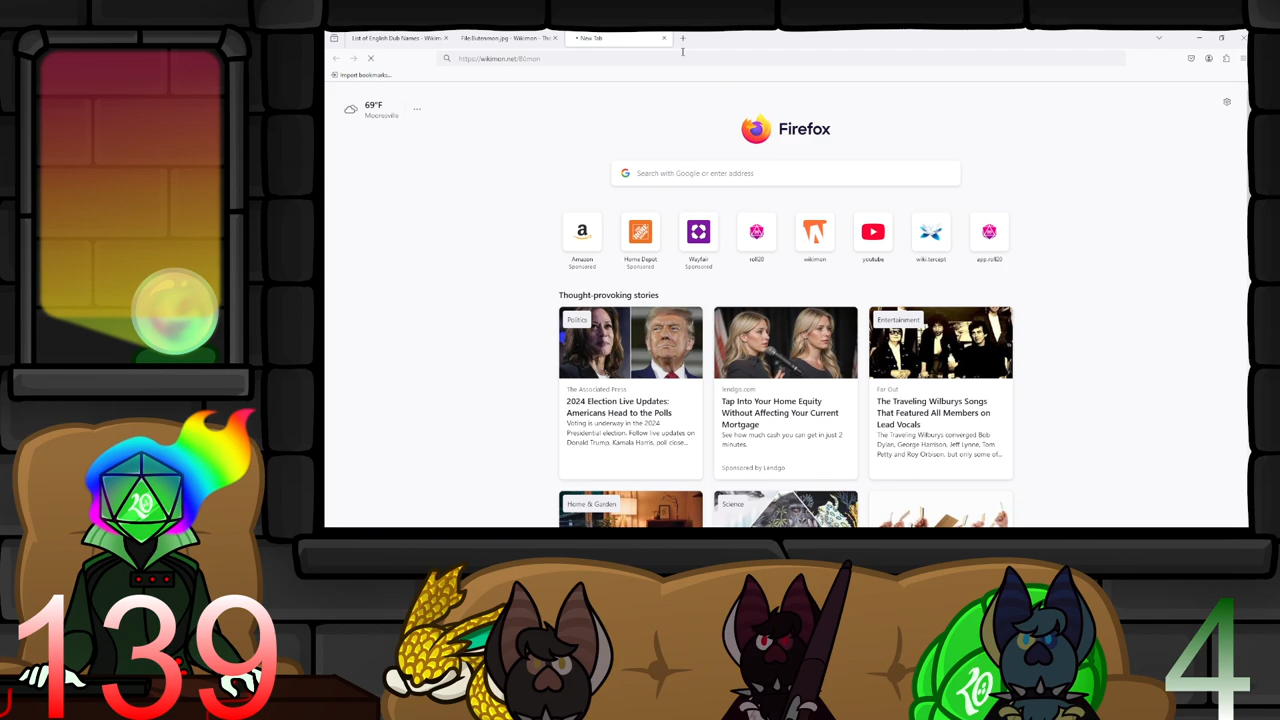 List of English Dub Names - Wikim
File:Butenmon.jpg - Wikimon - Th
New Tab
https://wikimon.net/Būmon
Import bookmarks...
69°F
Mooresville
Firefox
Search with Google or enter address
a
Amazon
Sponsored
Home Depot
Sponsored
Wayfair
Sponsored
roll20
wikimon
youtube
wiki.tercept
app.roll20
Thought-provoking stories
Politics
The Associated Press
2024 Election Live Updates:
Americans Head to the Polls
Voting is underway in the 2024
Presidential election. Follow live updates on
Donald Trump, Kamala Harris, poll close...
lendgo.com
Tap Into Your Home Equity
Without Affecting Your Current
Mortgage
See how much cash you can get in just 2
minutes.
Sponsored by Lendgo
Entertainment
Far Out
The Traveling Wilburys Songs
That Featured All Members on
Lead Vocals
The Traveling Wilburys converged Bob
Dylan, George Harrison, Jeff Lynne, Tom
Petty and Roy Orbison, but only some of...
Home & Garden
Science
20
139
20
4